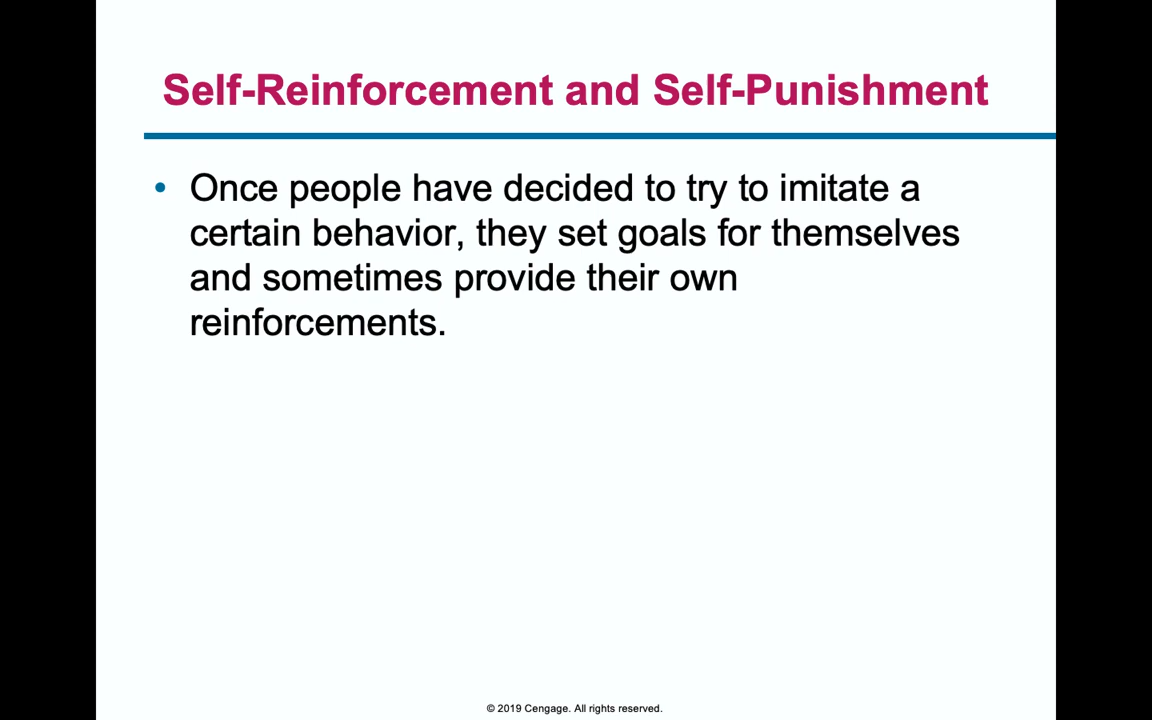 Self-Reinforcement and Self-Punishment
• Once people have decided to try to imitate a
certain behavior, they set goals for themselves
and sometimes provide their own
reinforcements.
© 2019 Cengage. All rights reserved.